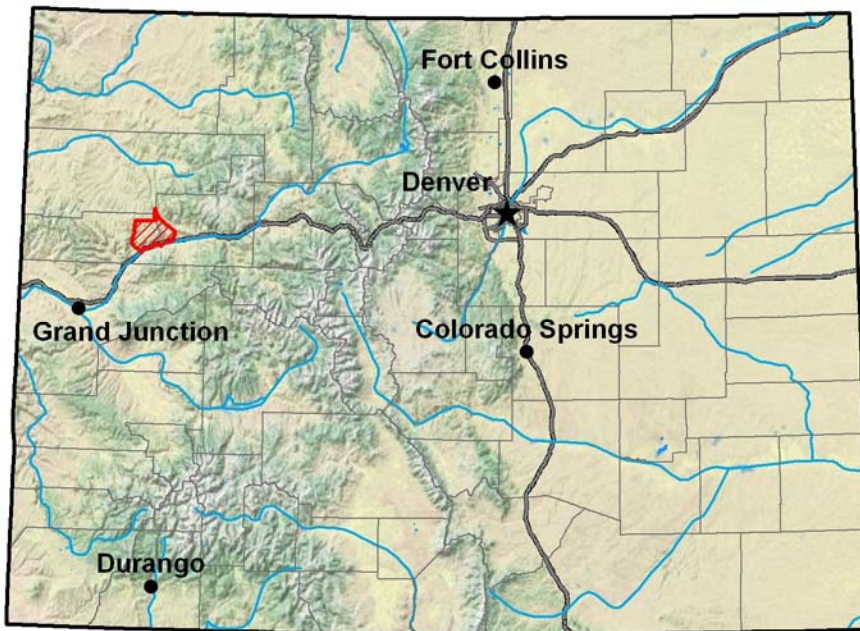 Fort Collins
Denver
Grand Junction
Colorado Springs
Durango